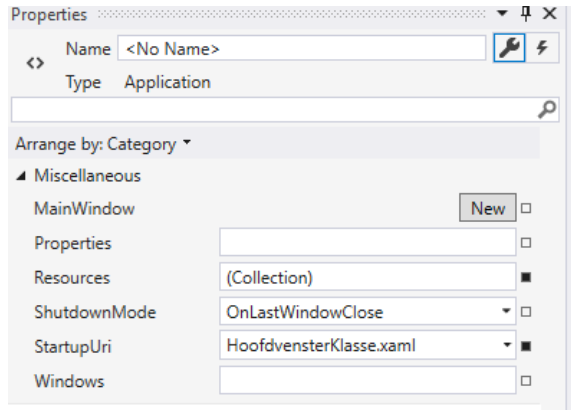 Properties
Name <No Name>
Type Application
Arrange by: Category
Miscellaneous
MainWindow New
Properties
Resources (Collection)
ShutdownMode OnLastWindowClose
StartupUri HoofdvensterKlasse.xaml
Windows